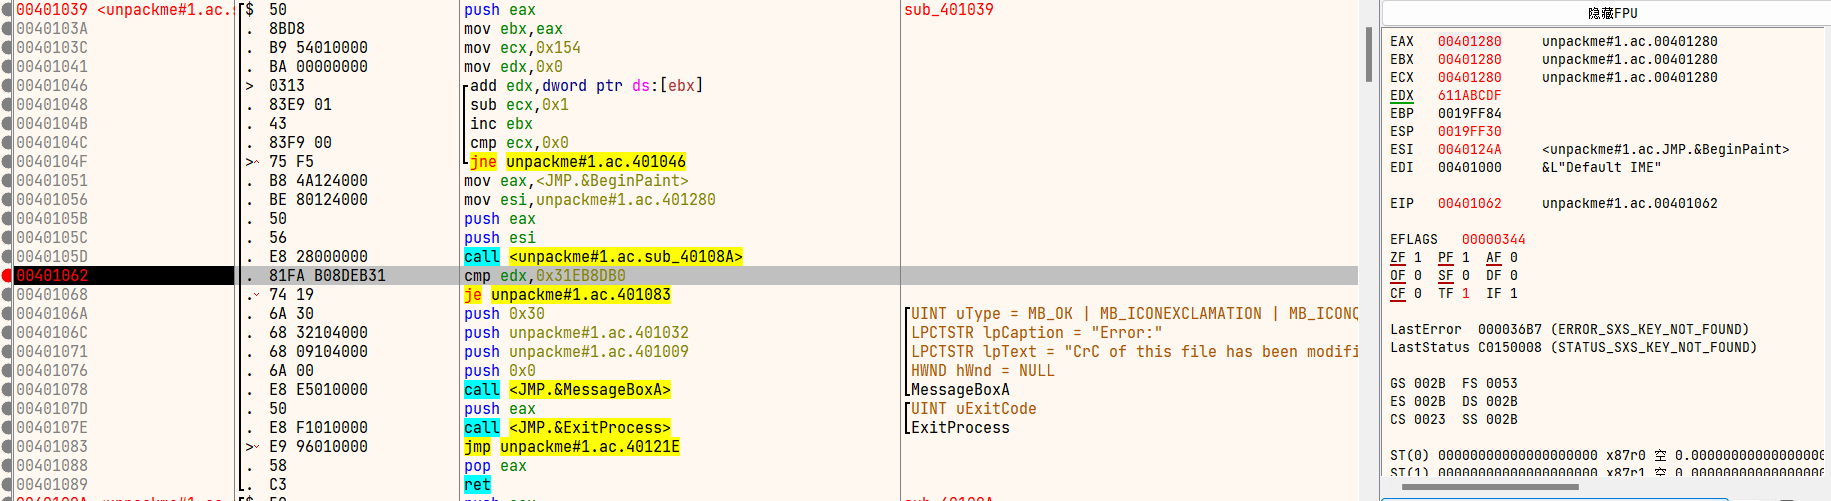 00401039 <unpackme#1.ac.s $ 50 push eax sub_401039
0040103A . 8BD8 mov ebx,eax
0040103C . B9 54010000 mov ecx,0x154
00401041 . BA 00000000 mov edx,0x0
00401046 > 0313 add edx,dword ptr ds:[ebx]
00401048 . 83E9 01 sub ecx,0x1
0040104B . 43 inc ebx
0040104C . 83F9 00 cmp ecx,0x0
0040104F >^ 75 F5 jne unpackme#1.ac.401046
00401051 . B8 4A124000 mov eax,<JMP.&BeginPaint>
00401056 . BE 80124000 mov esi,unpackme#1.ac.401280
0040105B . 50 push eax
0040105C . 56 push esi
0040105D . E8 28000000 call <unpackme#1.ac.sub_40108A>
00401062 . 81FA B08DEB31 cmp edx,0x31EB8DB0
00401068 .v 74 19 je unpackme#1.ac.401083
0040106A . 6A 30 push 0x30 UINT uType = MB_OK | MB_ICONEXCLAMATION | MB_ICONQ
0040106C . 68 32104000 push unpackme#1.ac.401032 LPCTSTR lpCaption = "Error:"
00401071 . 68 09104000 push unpackme#1.ac.401009 LPCTSTR lpText = "CrC of this file has been modifi
00401076 . 6A 00 push 0x0 HWND hWnd = NULL
00401078 . E8 E5010000 call <JMP.&MessageBoxA> MessageBoxA
0040107D . 50 push eax UINT uExitCode
0040107E . E8 F1010000 call <JMP.&ExitProcess> ExitProcess
00401083 >v E9 96010000 jmp unpackme#1.ac.40121E
00401088 . 58 pop eax
00401089 . C3 ret
隐藏FPU
EAX 00401280 unpackme#1.ac.00401280
EBX 00401280 unpackme#1.ac.00401280
ECX 00401280 unpackme#1.ac.00401280
EDX 611ABCDF
EBP 0019FF84
ESP 0019FF30
ESI 0040124A <unpackme#1.ac.JMP.&BeginPaint>
EDI 00401000 &L"Default IME"
EIP 00401062 unpackme#1.ac.00401062
EFLAGS 00000344
ZF 1 PF 1 AF 0
OF 0 SF 0 DF 0
CF 0 TF 1 IF 1
LastError 000036B7 (ERROR_SXS_KEY_NOT_FOUND)
LastStatus C0150008 (STATUS_SXS_KEY_NOT_FOUND)
GS 002B FS 0053
ES 002B DS 002B
CS 0023 SS 002B
ST(0) 00000000000000000000 x87r0 空 0.00000000000000000